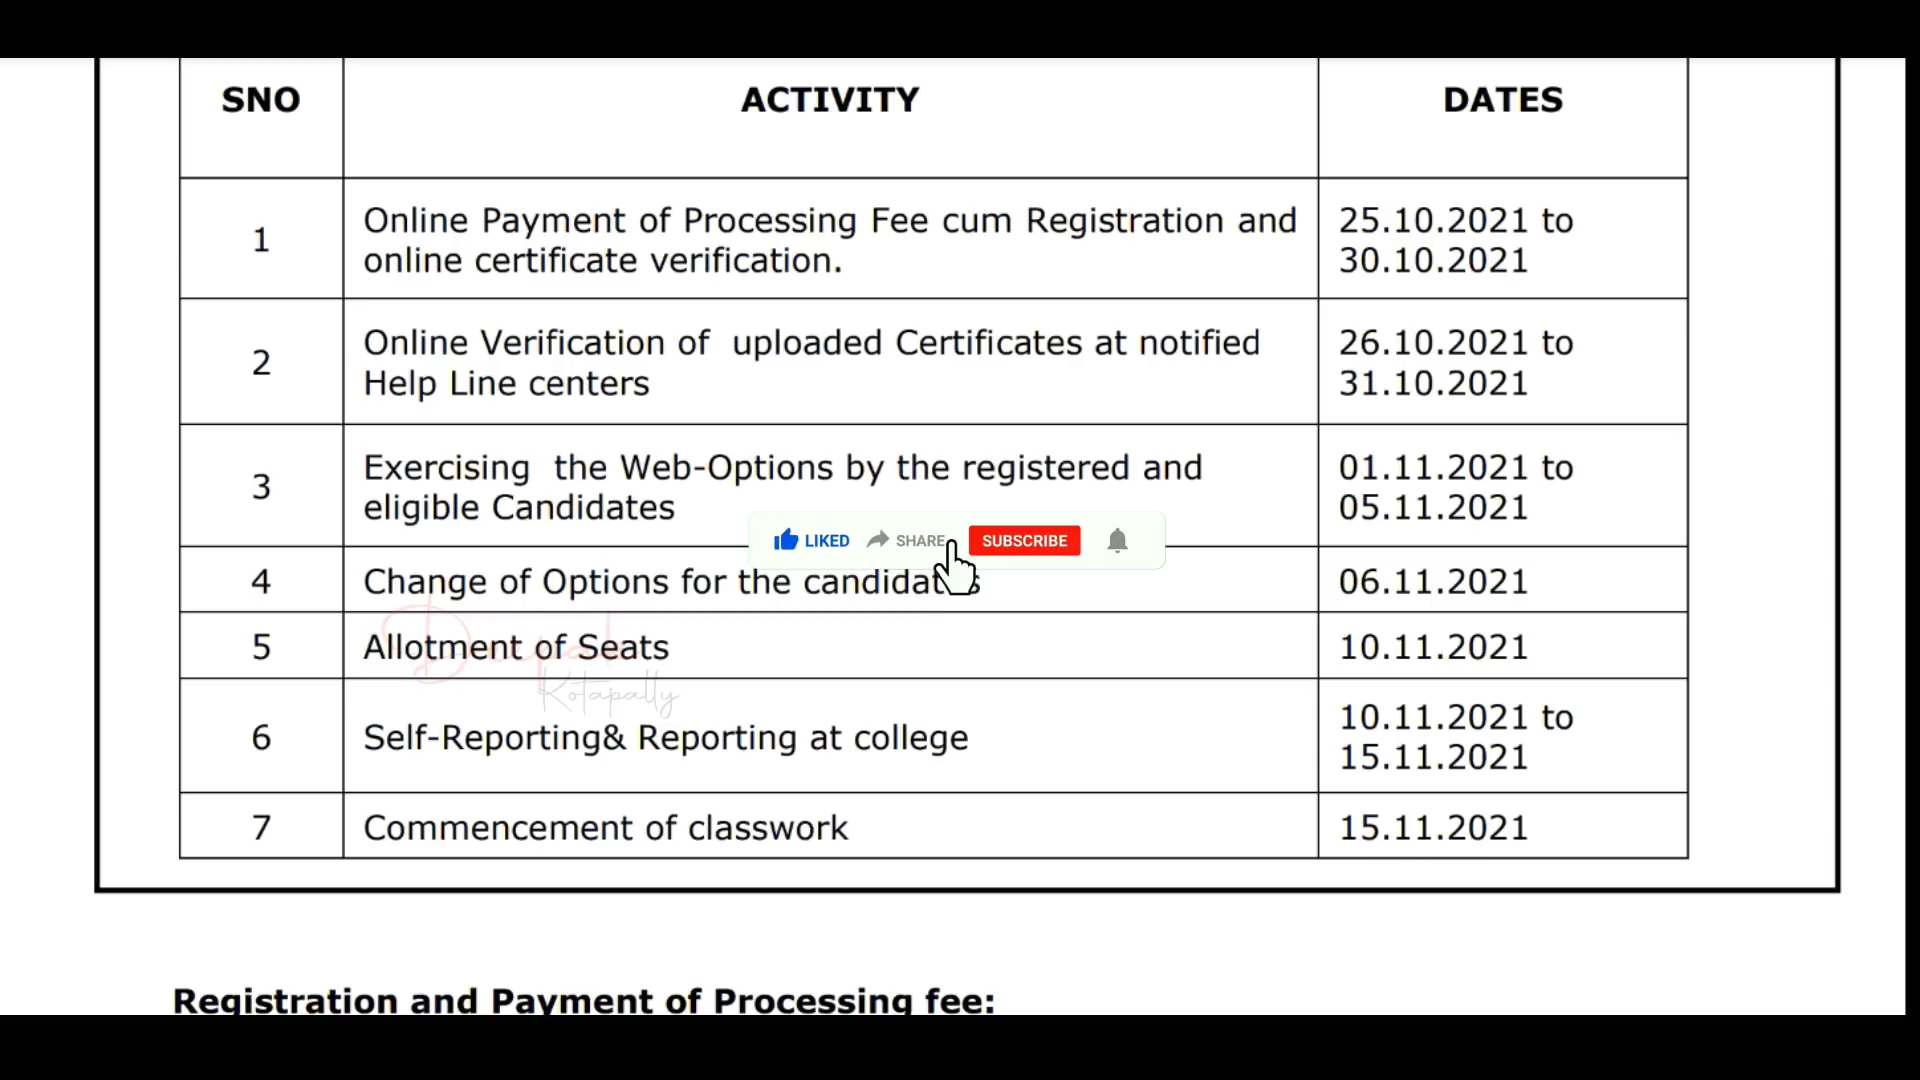 SNO ACTIVITY DATES
1 Online Payment of Processing Fee cum Registration and 25.10.2021 to
online certificate verification. 30.10.2021
2 Online Verification of uploaded Certificates at notified 26.10.2021 to
Help Line centers 31.10.2021
3 Exercising the Web-Options by the registered and 01.11.2021 to
eligible Candidates 05.11.2021
LIKED SHARE SUBSCRIBE
4 Change of Options for the candidates 06.11.2021
5 Allotment of Seats 10.11.2021
Kotapally
6 Self-Reporting& Reporting at college 10.11.2021 to
15.11.2021
7 Commencement of classwork 15.11.2021
Registration and Payment of Processing fee: